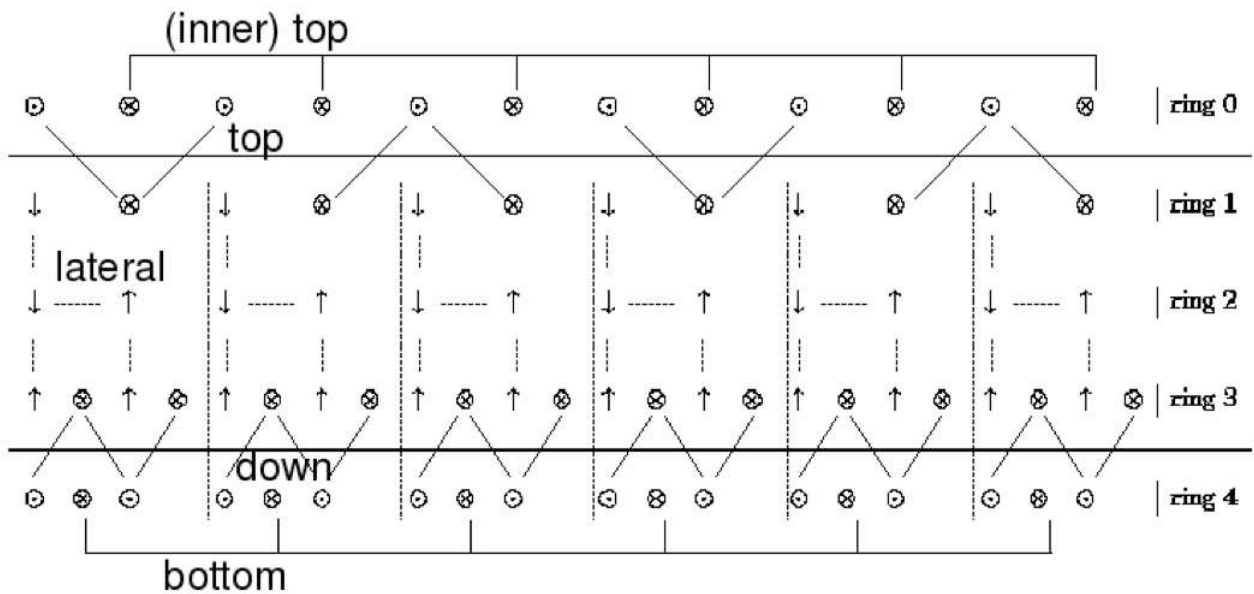 (inner) top
ring 0
top
ring 1
lateral
ring 2
ring 3
down
ring 4
bottom